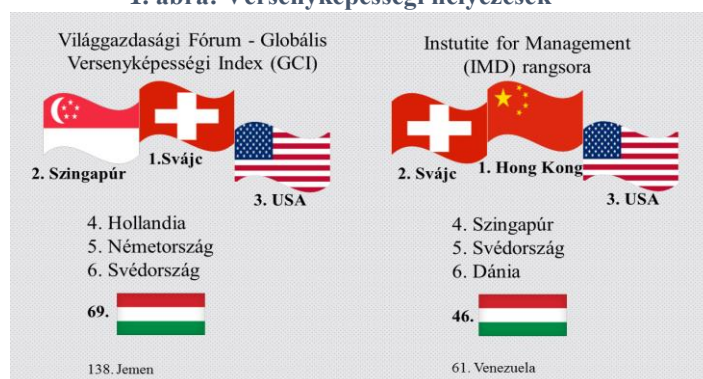 1. ábra: Versenyképességi helyezések
Világgazdasági Fórum - Globális
Versenyképességi Index (GCI)
2. Szingapúr
1.Svájc
3. USA
4. Hollandia
5. Németország
6. Svédország
69.
138. Jemen
Instutite for Management
(IMD) rangsora
2. Svájc
1. Hong Kong
3. USA
4. Szingapúr
5. Svédország
6. Dánia
46.
61. Venezuela